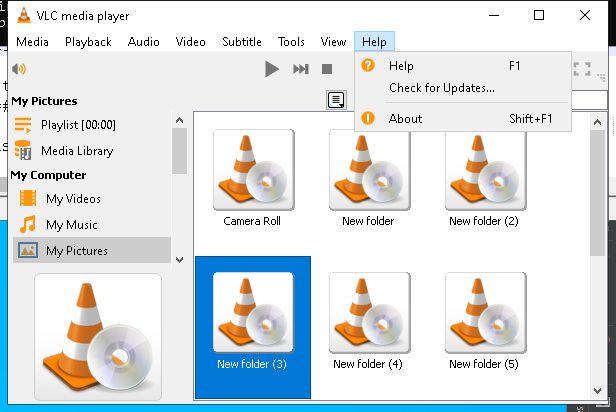 VLC media player
Media Playback Audio Video Subtitle Tools View Help
Help F1
Check for Updates...
About Shift+F1
My Pictures
Playlist [00:00]
Media Library
My Computer
My Videos
My Music
My Pictures
Camera Roll New folder New folder (2)
New folder (3) New folder (4) New folder (5)